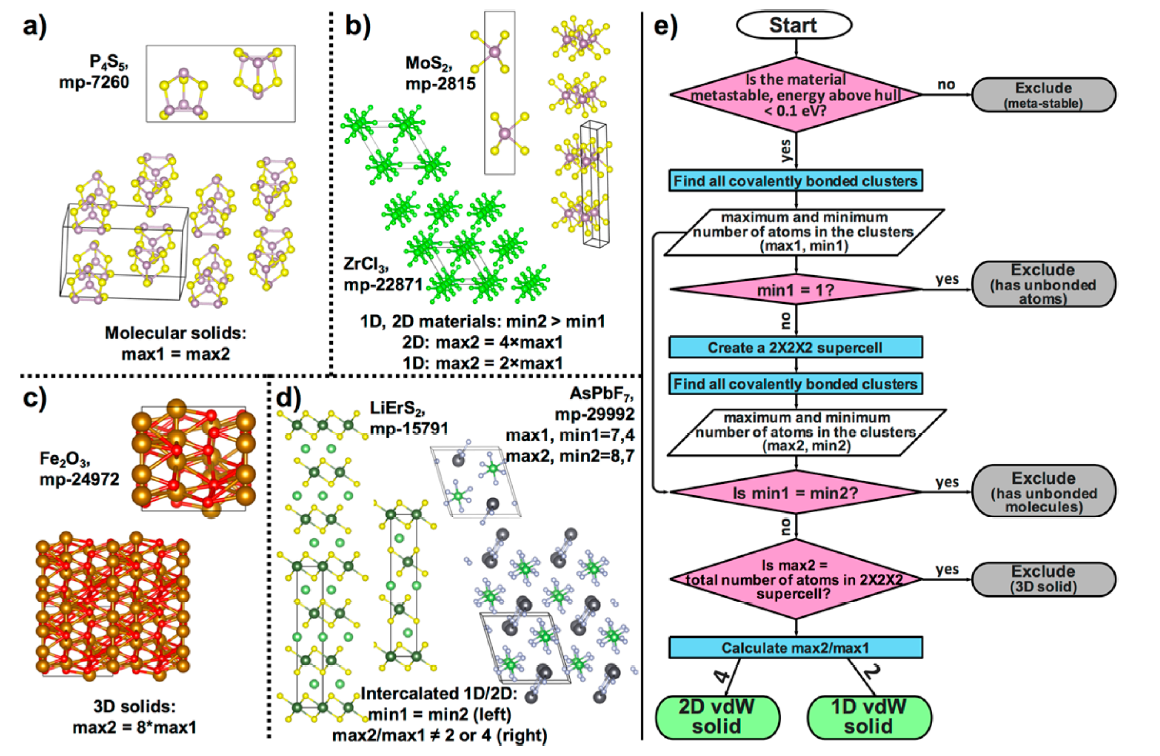 a)
P₄S₅,
mp-7260
Molecular solids:
max1 = max2
b)
MoS₂,
mp-2815
ZrCl₃,
mp-22871
1D, 2D materials: min2 > min1
2D: max2 = 4×max1
1D: max2 = 2×max1
c)
Fe₂O₃,
mp-24972
3D solids:
max2 = 8*max1
d)
LiErS₂,
mp-15791
AsPbF₇,
mp-29992
max1, min1=7,4
max2, min2=8,7
Intercalated 1D/2D:
min1 = min2 (left)
max2/max1 ≠ 2 or 4 (right)
e)
Start
Is the material
metastable, energy above hull
< 0.1 eV?
no
Exclude
(meta-stable)
yes
Find all covalently bonded clusters
maximum and minimum
number of atoms in the clusters
(max1, min1)
min1 = 1?
yes
Exclude
(has unbonded
atoms)
no
Create a 2X2X2 supercell
Find all covalently bonded clusters
maximum and minimum
number of atoms in the clusters
(max2, min2)
Is min1 = min2?
yes
Exclude
(has unbonded
molecules)
no
Is max2 =
total number of atoms in 2X2X2
supercell?
yes
Exclude
(3D solid)
Calculate max2/max1
4
2
2D vdW
solid
1D vdW
solid